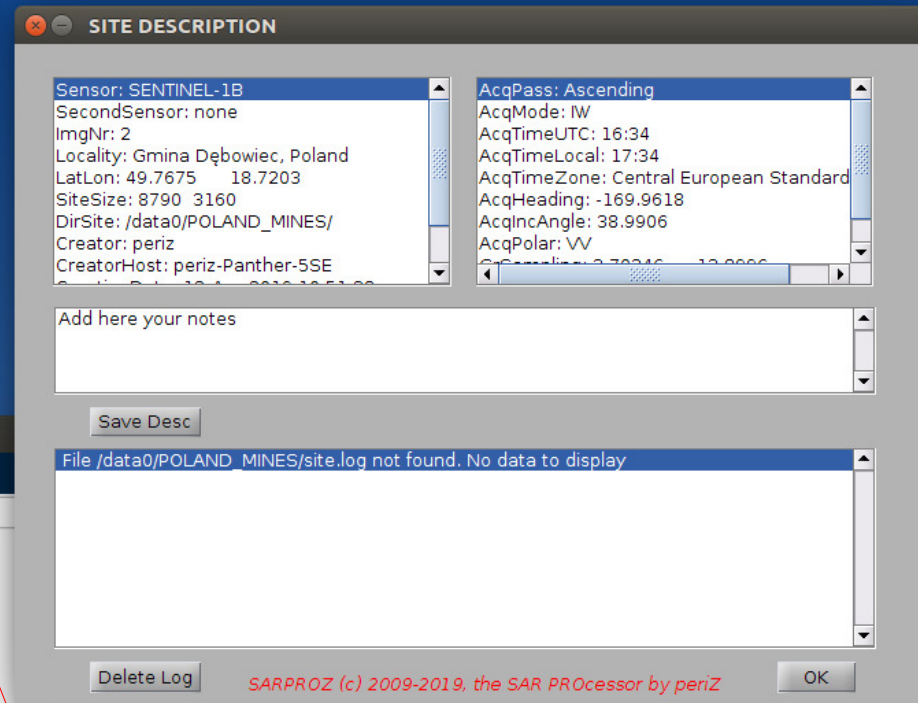 SITE DESCRIPTION
Sensor: SENTINEL-1B
SecondSensor: none
ImgNr: 2
Locality: Gmina Dębowiec, Poland
LatLon: 49.7675 18.7203
SiteSize: 8790 3160
DirSite: /data0/POLAND_MINES/
Creator: periz
CreatorHost: periz-Panther-5SE
AcqPass: Ascending
AcqMode: IW
AcqTimeUTC: 16:34
AcqTimeLocal: 17:34
AcqTimeZone: Central European Standard
AcqHeading: -169.9618
AcqIncAngle: 38.9906
AcqPolar: VV
Add here your notes
Save Desc
File /data0/POLAND_MINES/site.log not found. No data to display
Delete Log
SARPROZ (c) 2009-2019, the SAR PROcessor by periZ
OK